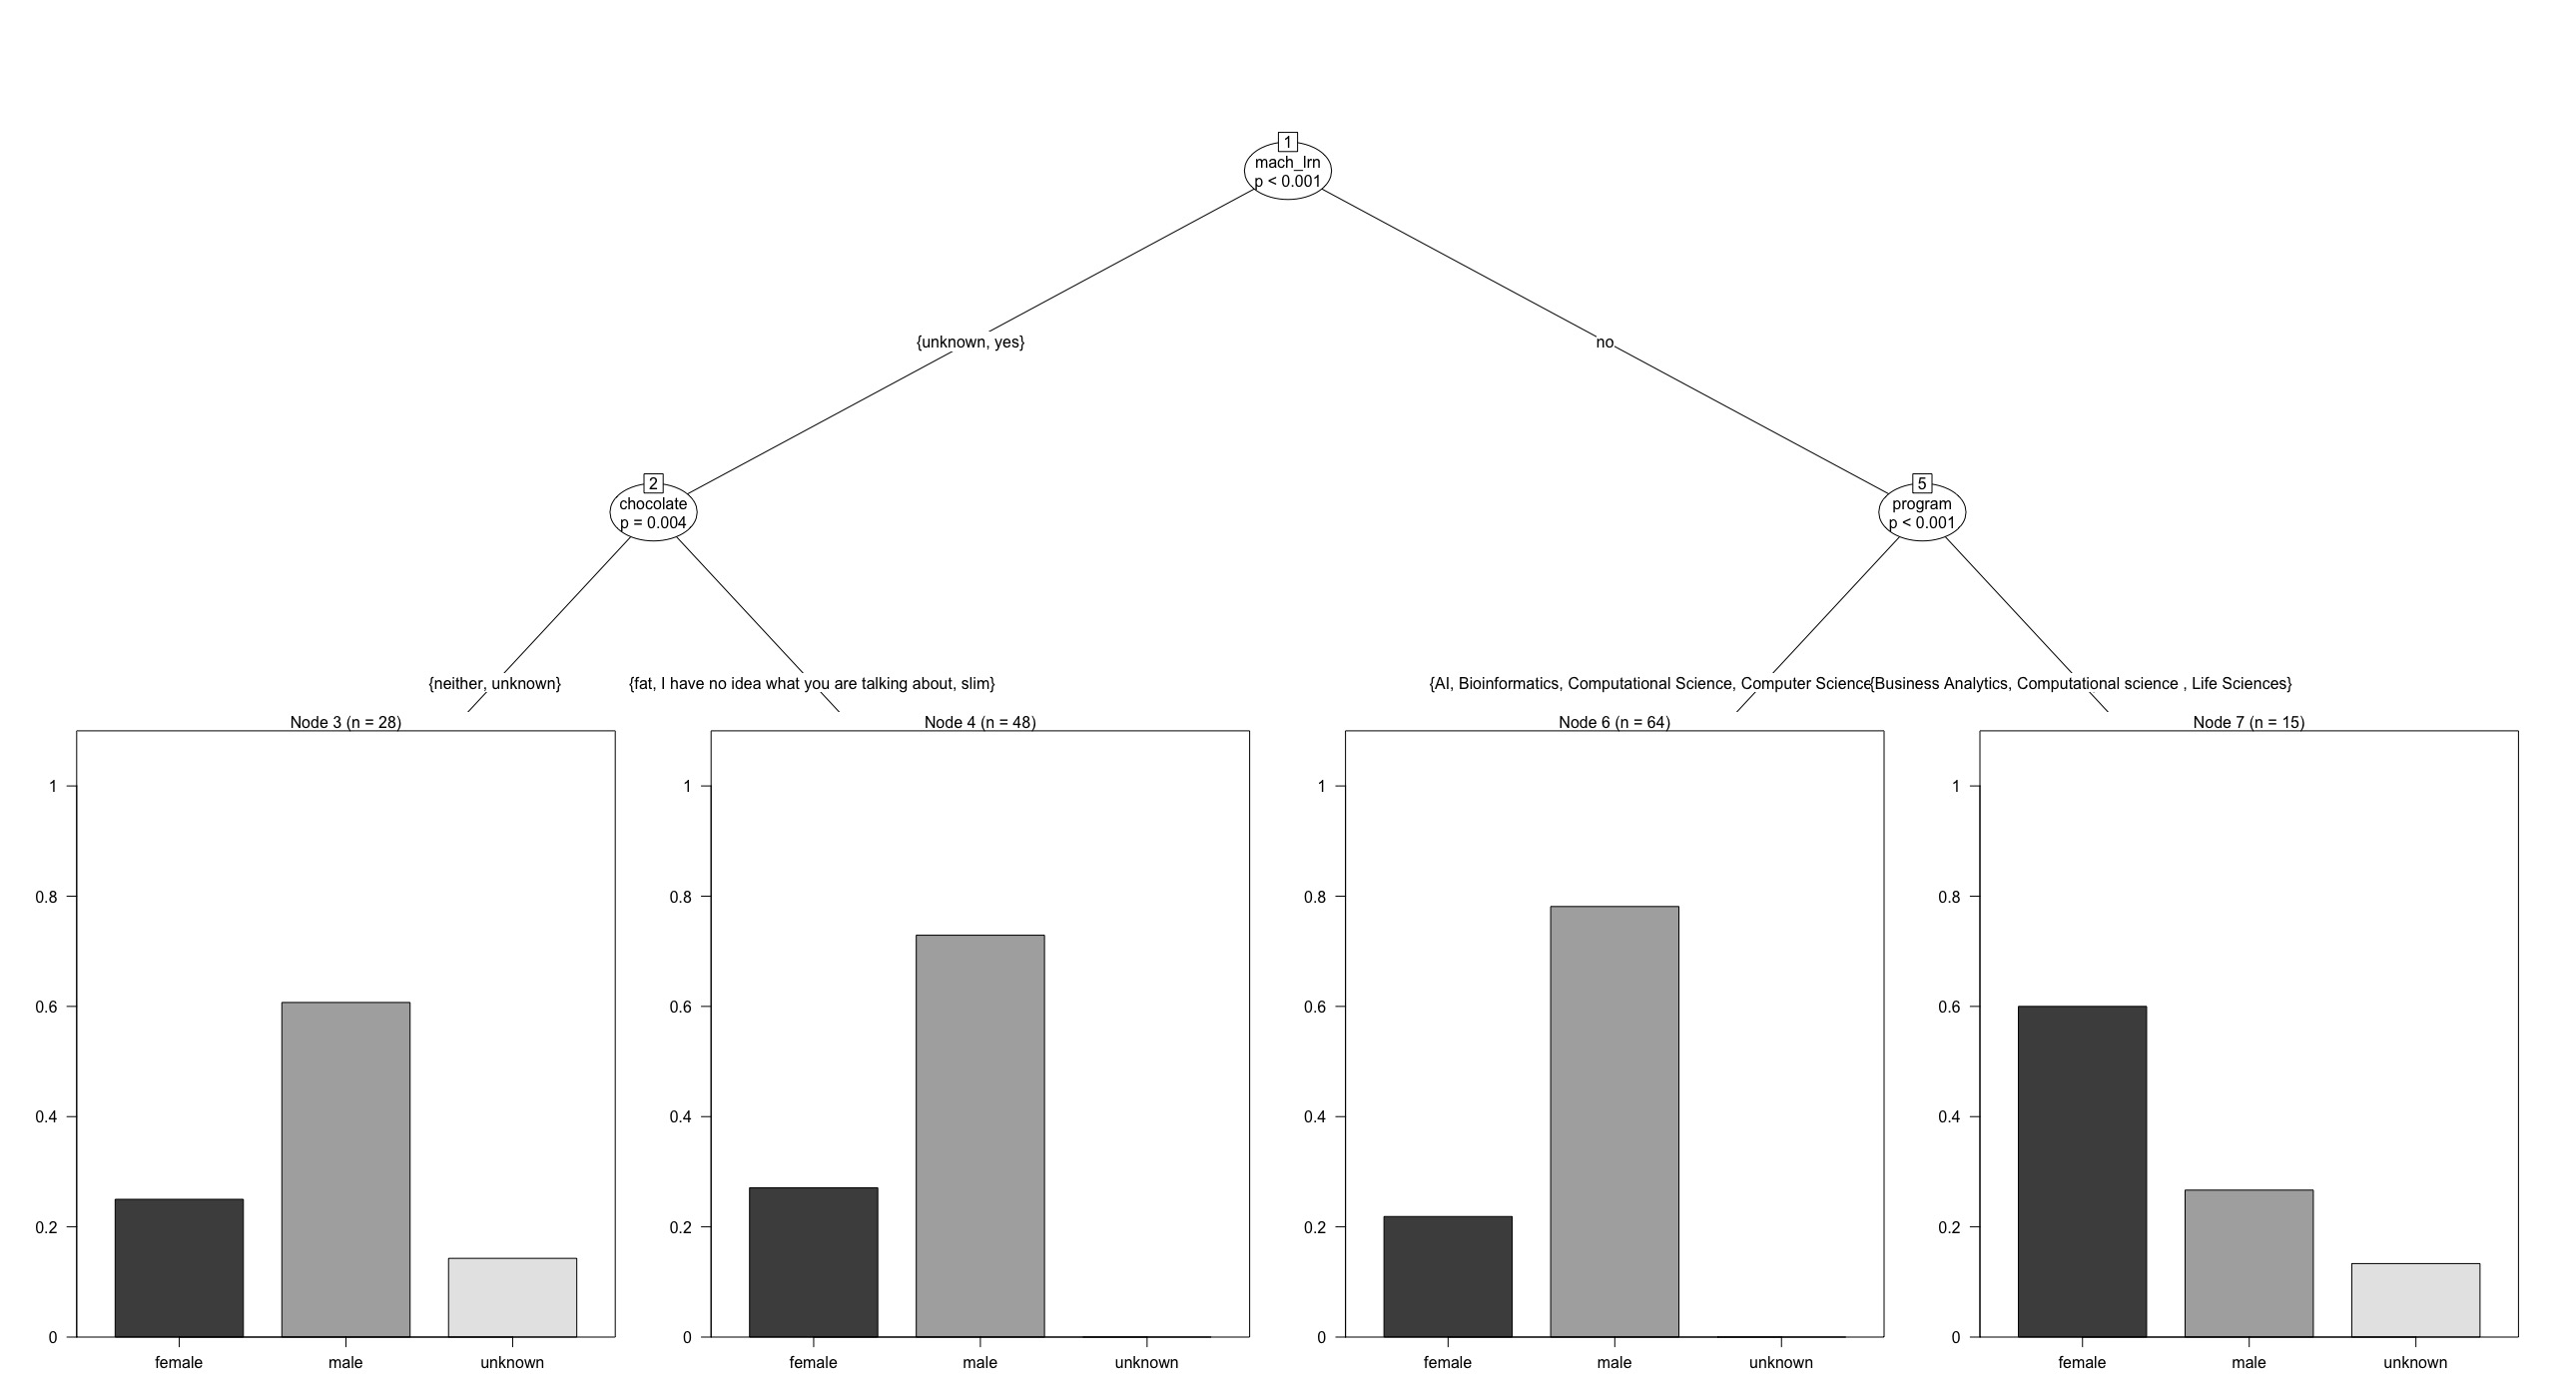 1
mach_lrn
p < 0.001
{unknown, yes}
no
2
chocolate
p = 0.004
5
program
p < 0.001
{neither, unknown}
{fat, I have no idea what you are talking about, slim}
{AI, Bioinformatics, Computational Science, Computer Science
{Business Analytics, Computational science , Life Sciences}
Node 3 (n = 28)
1
0.8
0.6
0.4
0.2
0
female male unknown
Node 4 (n = 48)
1
0.8
0.6
0.4
0.2
0
female male unknown
Node 6 (n = 64)
1
0.8
0.6
0.4
0.2
0
female male unknown
Node 7 (n = 15)
1
0.8
0.6
0.4
0.2
0
female male unknown